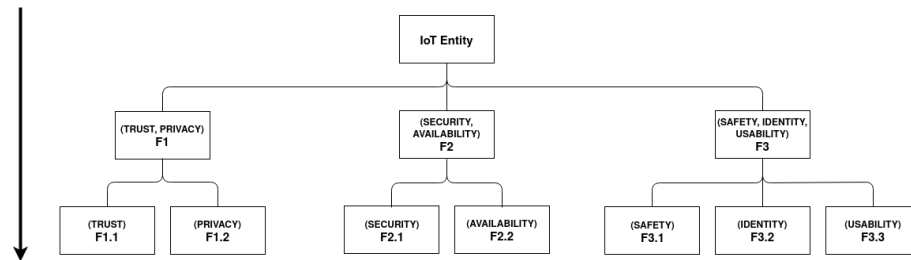 IoT Entity
(TRUST, PRIVACY)
F1
(SECURITY,
AVAILABILITY)
F2
(SAFETY, IDENTITY,
USABILITY)
F3
(TRUST)
F1.1
(PRIVACY)
F1.2
(SECURITY)
F2.1
(AVAILABILITY)
F2.2
(SAFETY)
F3.1
(IDENTITY)
F3.2
(USABILITY)
F3.3